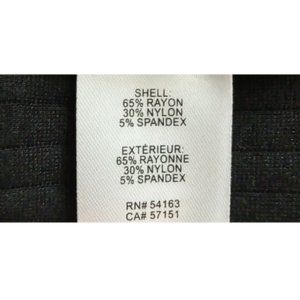 SHELL:
65% RAYON
30% NYLON
5% SPANDEX
EXTÉRIEUR:
65% RAYONNE
30% NYLON
5% SPANDEX
RN# 54163
CA# 57151